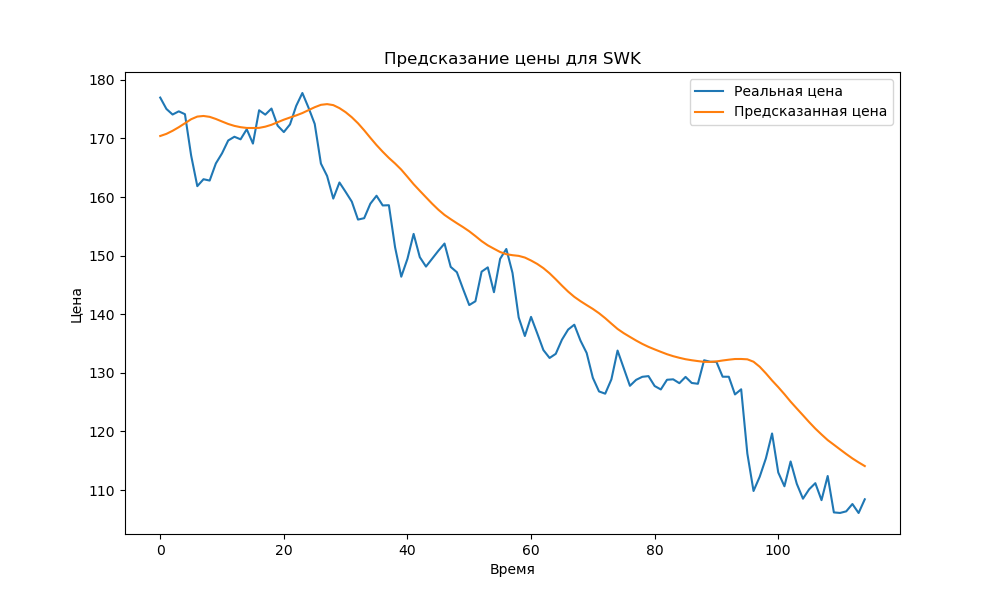 Предсказание цены для SWK
Реальная цена
Предсказанная цена
Цена
180
170
160
150
140
130
120
110
0 20 40 60 80 100
Время